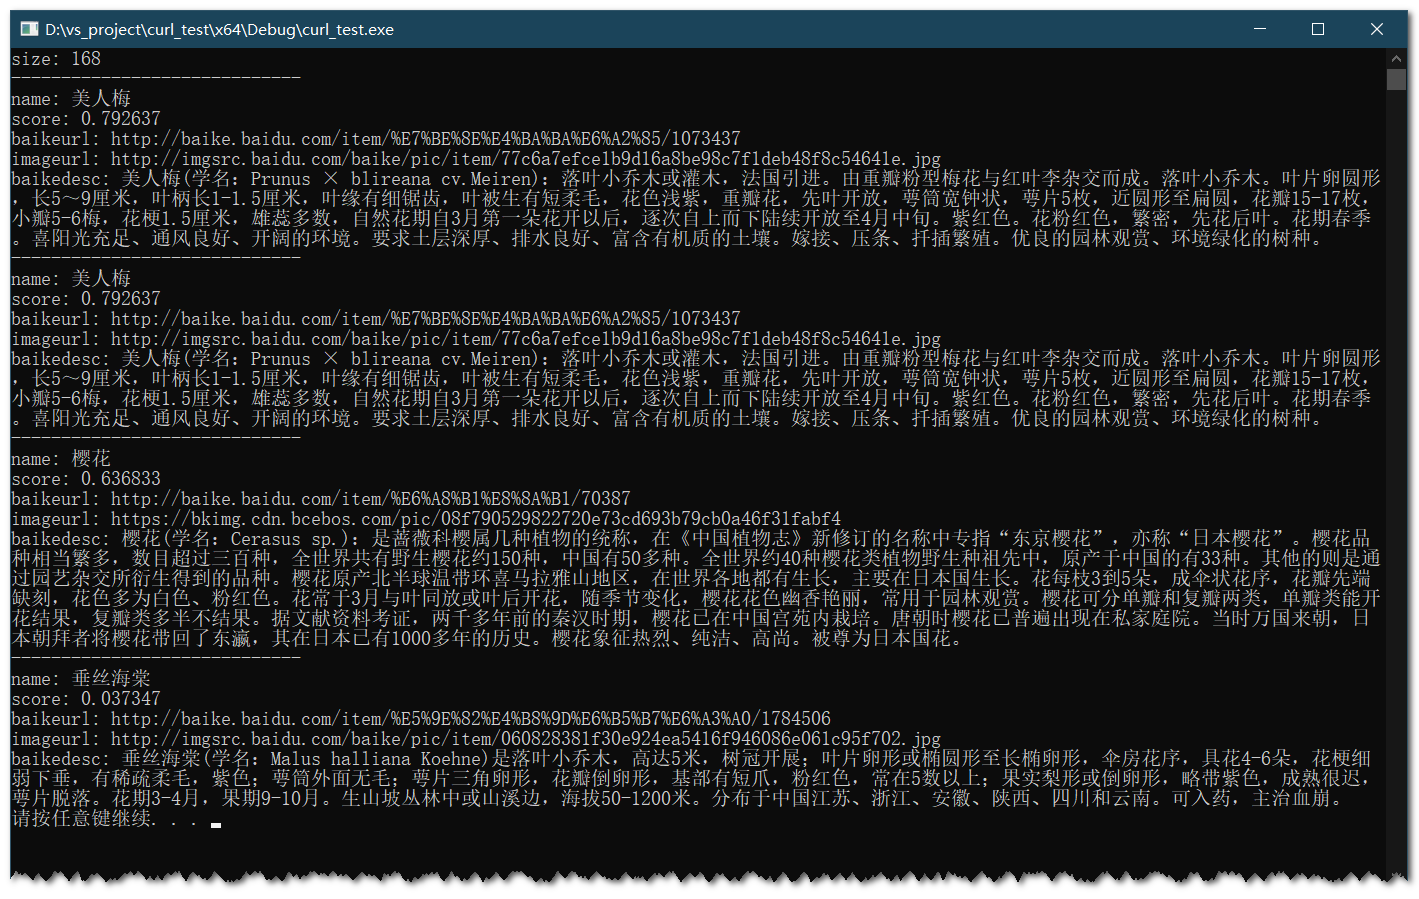 D:\vs_project\curl_test\x64\Debug\curl_test.exe
size: 168
-----------------------------
name: 美人梅
score: 0.792637
baikeurl: http://baike.baidu.com/item/%E7%BE%8E%E4%BA%BA%E6%A2%85/1073437
imageurl: http://imgsrc.baidu.com/baike/pic/item/77c6a7efce1b9d16a8be98c7f1deb48f8c54641e.jpg
baikedesc: 美人梅(学名：Prunus × blireana cv.Meiren)：落叶小乔木或灌木，法国引进。由重瓣粉型梅花与红叶李杂交而成。落叶小乔木。叶片卵圆形
，长5～9厘米，叶柄长1-1.5厘米，叶缘有细锯齿，叶被生有短柔毛，花色浅紫，重瓣花，先叶开放，萼筒宽钟状，萼片5枚，近圆形至扁圆，花瓣15-17枚，
小瓣5-6梅，花梗1.5厘米，雄蕊多数，自然花期自3月第一朵花开以后，逐次自上而下陆续开放至4月中旬。紫红色。花粉红色，繁密，先花后叶。花期春季
。喜阳光充足、通风良好、开阔的环境。要求土层深厚、排水良好、富含有机质的土壤。嫁接、压条、扦插繁殖。优良的园林观赏、环境绿化的树种。
-----------------------------
name: 美人梅
score: 0.792637
baikeurl: http://baike.baidu.com/item/%E7%BE%8E%E4%BA%BA%E6%A2%85/1073437
imageurl: http://imgsrc.baidu.com/baike/pic/item/77c6a7efce1b9d16a8be98c7f1deb48f8c54641e.jpg
baikedesc: 美人梅(学名：Prunus × blireana cv.Meiren)：落叶小乔木或灌木，法国引进。由重瓣粉型梅花与红叶李杂交而成。落叶小乔木。叶片卵圆形
，长5～9厘米，叶柄长1-1.5厘米，叶缘有细锯齿，叶被生有短柔毛，花色浅紫，重瓣花，先叶开放，萼筒宽钟状，萼片5枚，近圆形至扁圆，花瓣15-17枚，
小瓣5-6梅，花梗1.5厘米，雄蕊多数，自然花期自3月第一朵花开以后，逐次自上而下陆续开放至4月中旬。紫红色。花粉红色，繁密，先花后叶。花期春季
。喜阳光充足、通风良好、开阔的环境。要求土层深厚、排水良好、富含有机质的土壤。嫁接、压条、扦插繁殖。优良的园林观赏、环境绿化的树种。
-----------------------------
name: 樱花
score: 0.636833
baikeurl: http://baike.baidu.com/item/%E6%A8%B1%E8%8A%B1/70387
imageurl: https://bkimg.cdn.bcebos.com/pic/08f790529822720e73cd693b79cb0a46f31fabf4
baikedesc: 樱花(学名：Cerasus sp.)：是蔷薇科樱属几种植物的统称，在《中国植物志》新修订的名称中专指“东京樱花”，亦称“日本樱花”。樱花品
种相当繁多，数目超过三百种，全世界共有野生樱花约150种，中国有50多种。全世界约40种樱花类植物野生种祖先中，原产于中国的有33种。其他的则是通
过园艺杂交所衍生得到的品种。樱花原产北半球温带环喜马拉雅山地区，在世界各地都有生长，主要在日本国生长。花每枝3到5朵，成伞状花序，花瓣先端
缺刻，花色多为白色、粉红色。花常于3月与叶同放或叶后开花，随季节变化，樱花花色幽香艳丽，常用于园林观赏。樱花可分单瓣和复瓣两类，单瓣类能开
花结果，复瓣类多半不结果。据文献资料考证，两千多年前的秦汉时期，樱花已在中国宫苑内栽培。唐朝时樱花已普遍出现在私家庭院。当时万国来朝，日
本朝拜者将樱花带回了东瀛，其在日本已有1000多年的历史。樱花象征热烈、纯洁、高尚。被尊为日本国花。
-----------------------------
name: 垂丝海棠
score: 0.037347
baikeurl: http://baike.baidu.com/item/%E5%9E%82%E4%B8%9D%E6%B5%B7%E6%A3%A0/1784506
imageurl: http://imgsrc.baidu.com/baike/pic/item/060828381f30e924ea5416f946086e061c95f702.jpg
baikedesc: 垂丝海棠(学名：Malus halliana Koehne)是落叶小乔木，高达5米，树冠开展；叶片卵形或椭圆形至长椭卵形，伞房花序，具花4-6朵，花梗细
弱下垂，有稀疏柔毛，紫色；萼筒外面无毛；萼片三角卵形，花瓣倒卵形，基部有短爪，粉红色，常在5数以上；果实梨形或倒卵形，略带紫色，成熟很迟，
萼片脱落。花期3-4月，果期9-10月。生山坡丛林中或山溪边，海拔50-1200米。分布于中国江苏、浙江、安徽、陕西、四川和云南。可入药，主治血崩。
请按任意键继续. . .